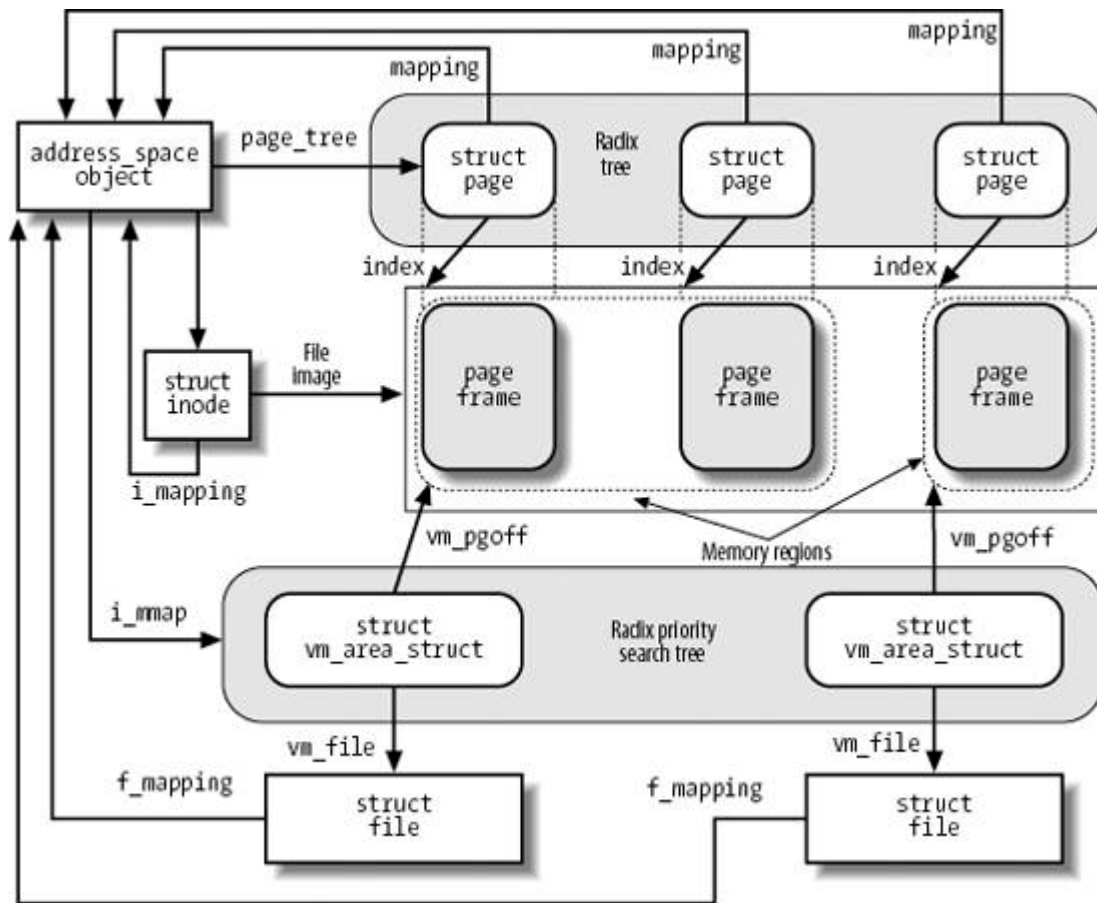 mapping
mapping
mapping
address_space
object
page_tree
struct
page
Radix
tree
struct
page
struct
page
index
index
index
struct
inode
File
image
page
frame
page
frame
page
frame
i_mapping
vm_pgoff
Memory regions
vm_pgoff
i_mmap
struct
vm_area_struct
Radix priority
search tree
struct
vm_area_struct
vm_file
vm_file
f_mapping
f_mapping
struct
file
struct
file